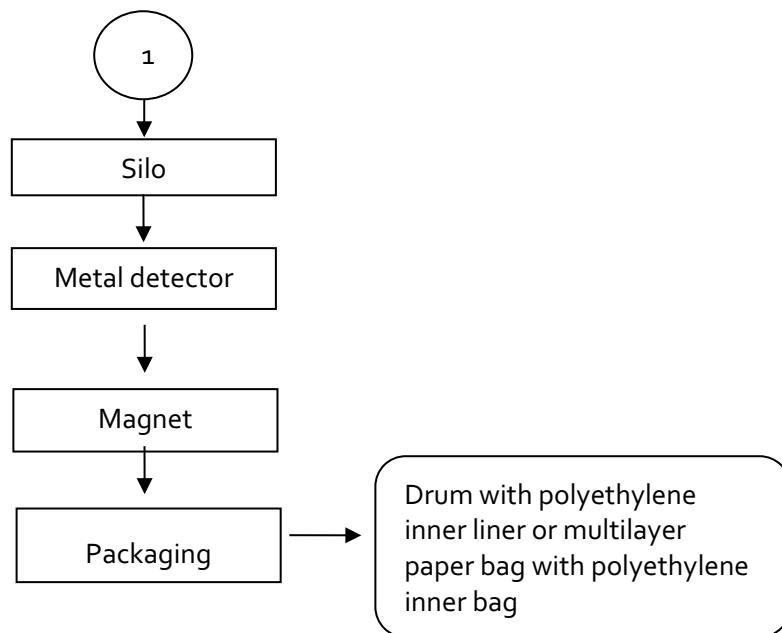 1
Silo
Metal detector
Magnet
Packaging
Drum with polyethylene
inner liner or multilayer
paper bag with polyethylene
inner bag